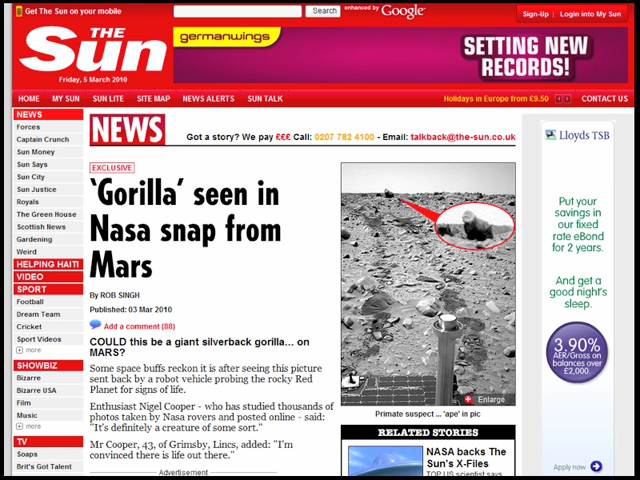 Get The Sun on your mobile
Search
enhanced by Google
Sign-Up | Login into My Sun
THE
Sun
Friday, 5 March 2010
germanwings
SETTING NEW
RECORDS!
HOME MY SUN SUN LITE SITE MAP NEWS ALERTS SUN TALK
Holidays in Europe from £9.50
CONTACT US
NEWS
Forces
Captain Crunch
Sun Money
Sun Says
Sun City
Sun Justice
Royals
The Green House
Scottish News
Gardening
Weird
HELPING HAITI
VIDEO
SPORT
Football
Dream Team
Cricket
Sport Videos
more
SHOWBIZ
Bizarre
Bizarre USA
Film
Music
more
TV
Soaps
Brit's Got Talent
NEWS
Got a story? We pay £££ Call: 0207 782 4100 - Email: talkback@the-sun.co.uk
EXCLUSIVE
'Gorilla' seen in
Nasa snap from
Mars
By ROB SINGH
Published: 03 Mar 2010
Add a comment (88)
COULD this be a giant silverback gorilla... on
MARS?
Some space buffs reckon it is after seeing this picture
sent back by a robot vehicle probing the rocky Red
Planet for signs of life.
Enthusiast Nigel Cooper - who has studied thousands of
photos taken by Nasa rovers and posted online - said:
"It's definitely a creature of some sort."
Mr Cooper, 43, of Grimsby, Lincs, added: "I'm
convinced there is life out there."
Advertisement
Enlarge
Primate suspect ... 'ape' in pic
RELATED STORIES
NASA backs The
Sun's X-Files
TOP US scientist says
Lloyds TSB
Put your
savings in
our fixed
rate eBond
for 2 years.
And get a
good night's
sleep.
3.90%
AER/Gross on
balances over
£2,000.
Apply now